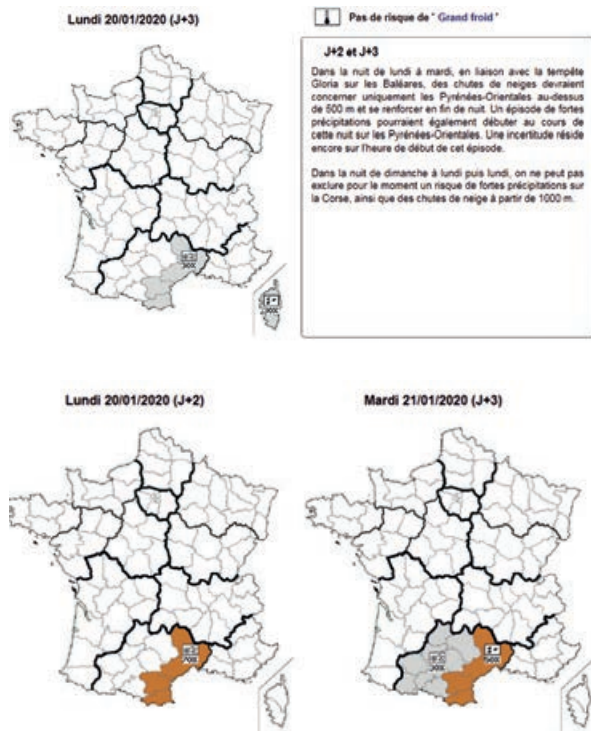 Lundi 20/01/2020 (J+3)
Pas de risque de " Grand froid "
J+2 et J+3
Dans la nuit de lundi à mardi, en liaison avec la tempête
Gloria sur les Baléares, des chutes de neiges devraient
concerner uniquement les Pyrénées-Orientales au-dessus
de 500 m et se renforcer en fin de nuit. Un épisode de fortes
précipitations pourraient également débuter au cours de
cette nuit sur les Pyrénées-Orientales. Une incertitude réside
encore sur l'heure de début de cet épisode.
Dans la nuit de dimanche à lundi puis lundi, on ne peut pas
exclure pour le moment un risque de fortes précipitations sur
la Corse, ainsi que des chutes de neige à partir de 1000 m.
30%
30%
Lundi 20/01/2020 (J+2)
Mardi 21/01/2020 (J+3)
70%
30%
50%